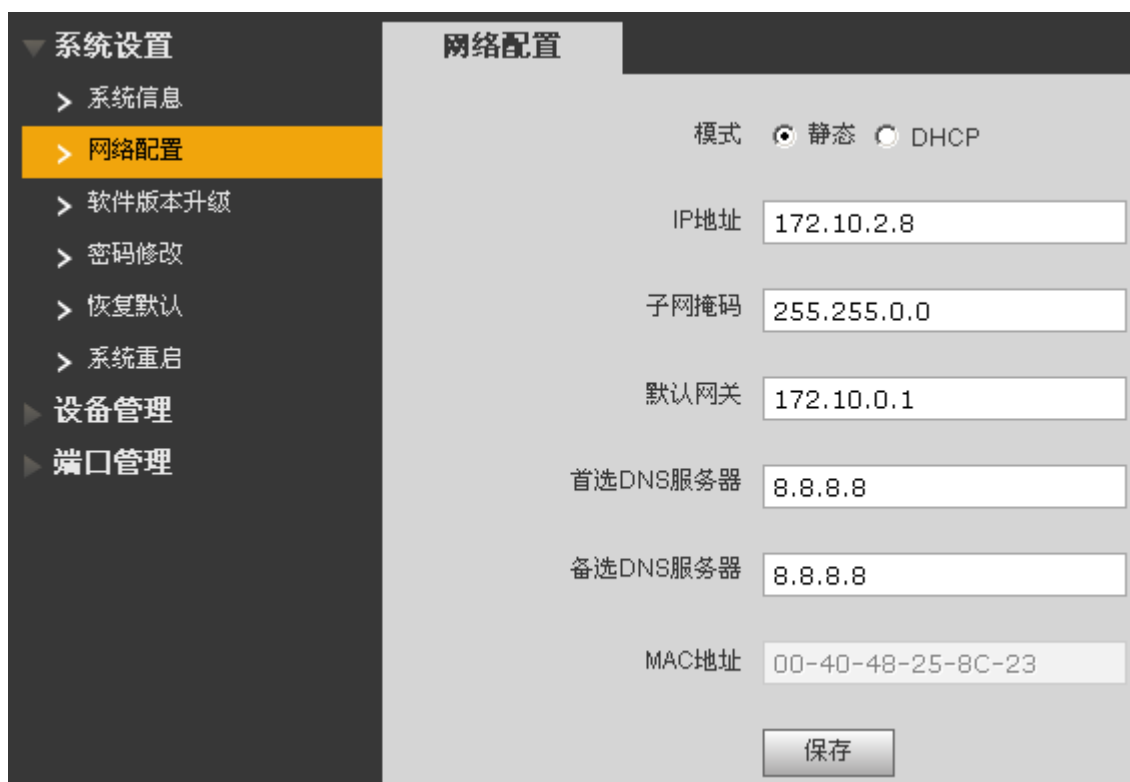 系统设置
系统信息
网络配置
软件版本升级
密码修改
恢复默认
系统重启
设备管理
端口管理
网络配置
模式 静态 DHCP
IP地址 172.10.2.8
子网掩码 255.255.0.0
默认网关 172.10.0.1
首选DNS服务器 8.8.8.8
备选DNS服务器 8.8.8.8
MAC地址 00-40-48-25-8C-23
保存